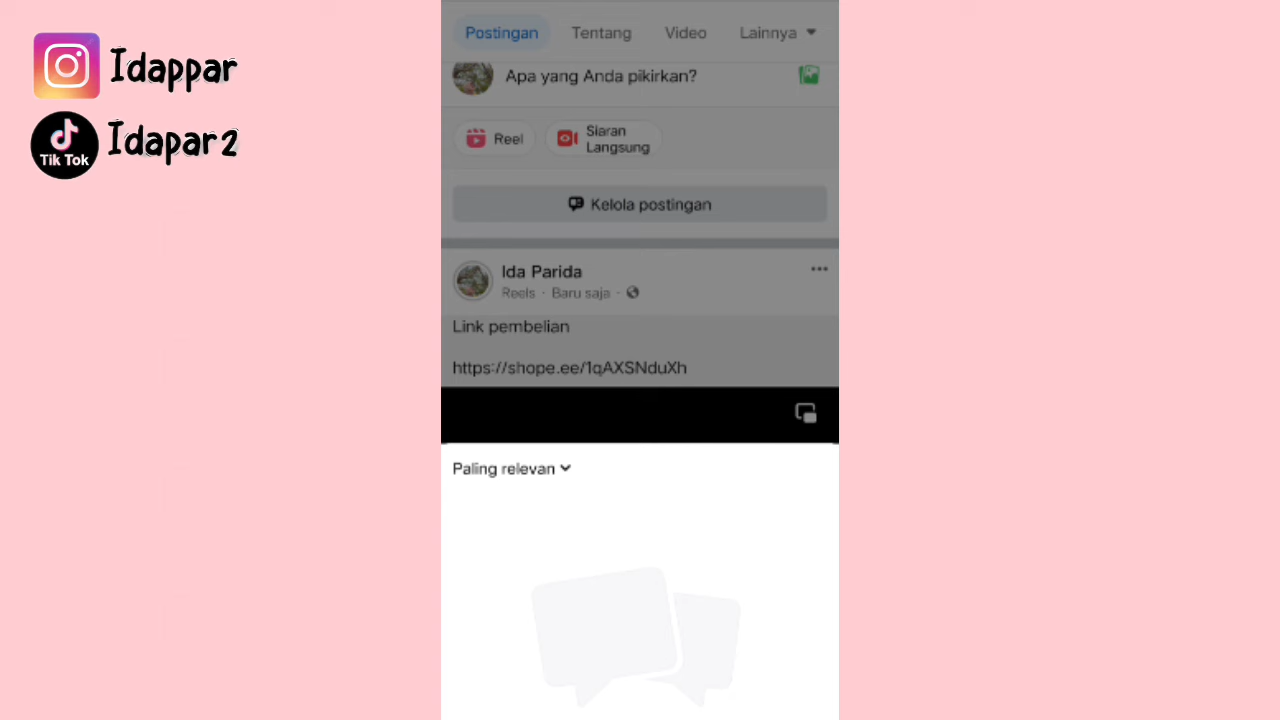 Idappar
Tik Tok
Idapar2
Postingan Tentang Video Lainnya
Apa yang Anda pikirkan?
Reel
Siaran
Langsung
Kelola postingan
Ida Parida
Reels · Baru saja ·
Link pembelian
https://shope.ee/1qAXSNduXh
Paling relevan